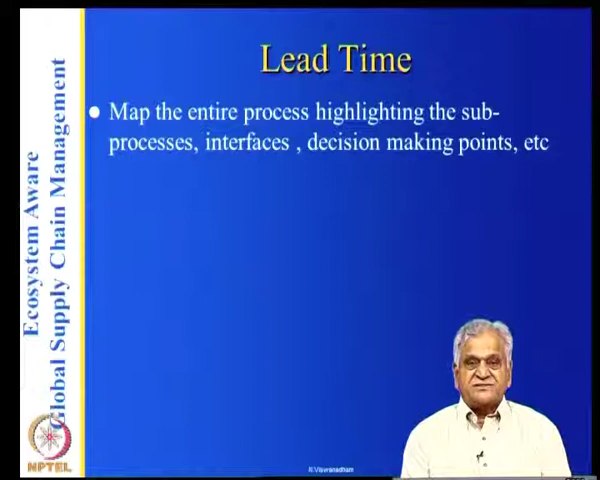 Lead Time
Map the entire process highlighting the sub-
processes, interfaces , decision making points, etc
Ecosystem Aware
Global Supply Chain Management
NPTEL
N.Viswanadham